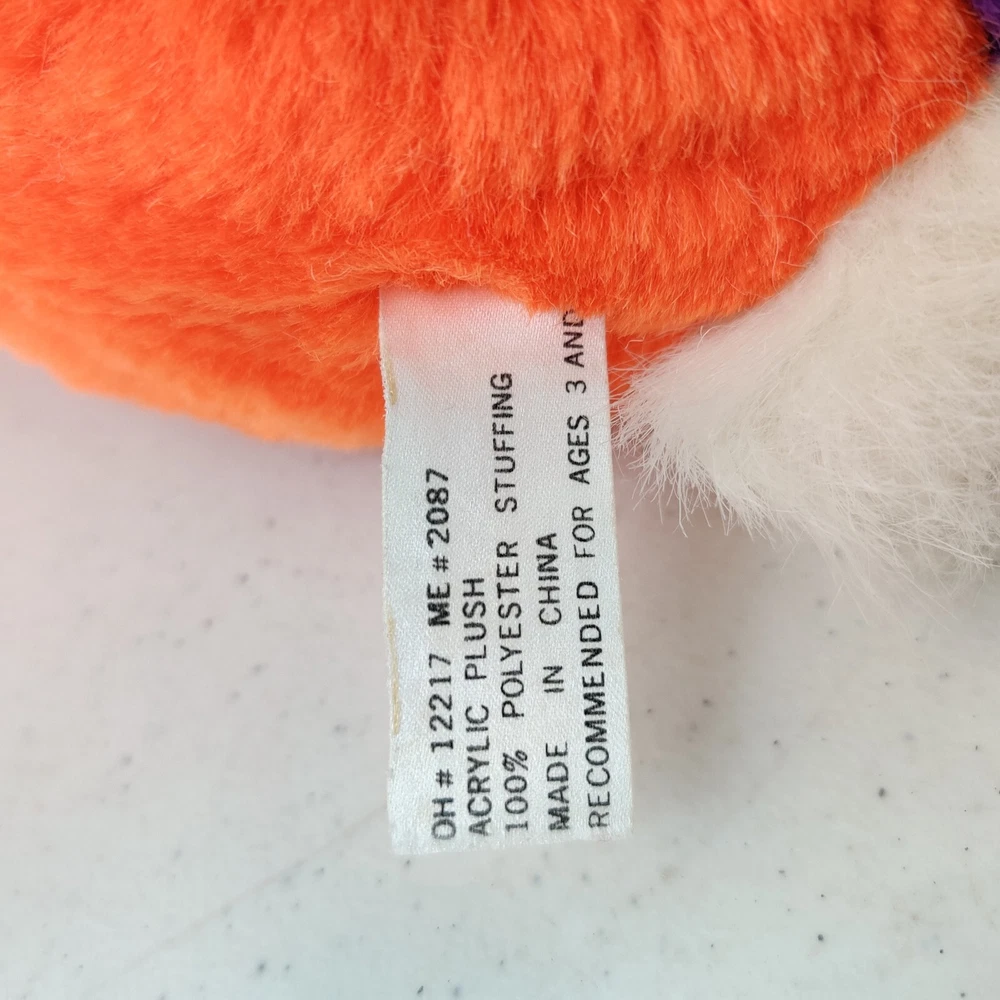 OH # 12217 ME # 2087
ACRYLIC PLUSH
100% POLYESTER STUFFING
MADE IN CHINA
RECOMMENDED FOR AGES 3 AND